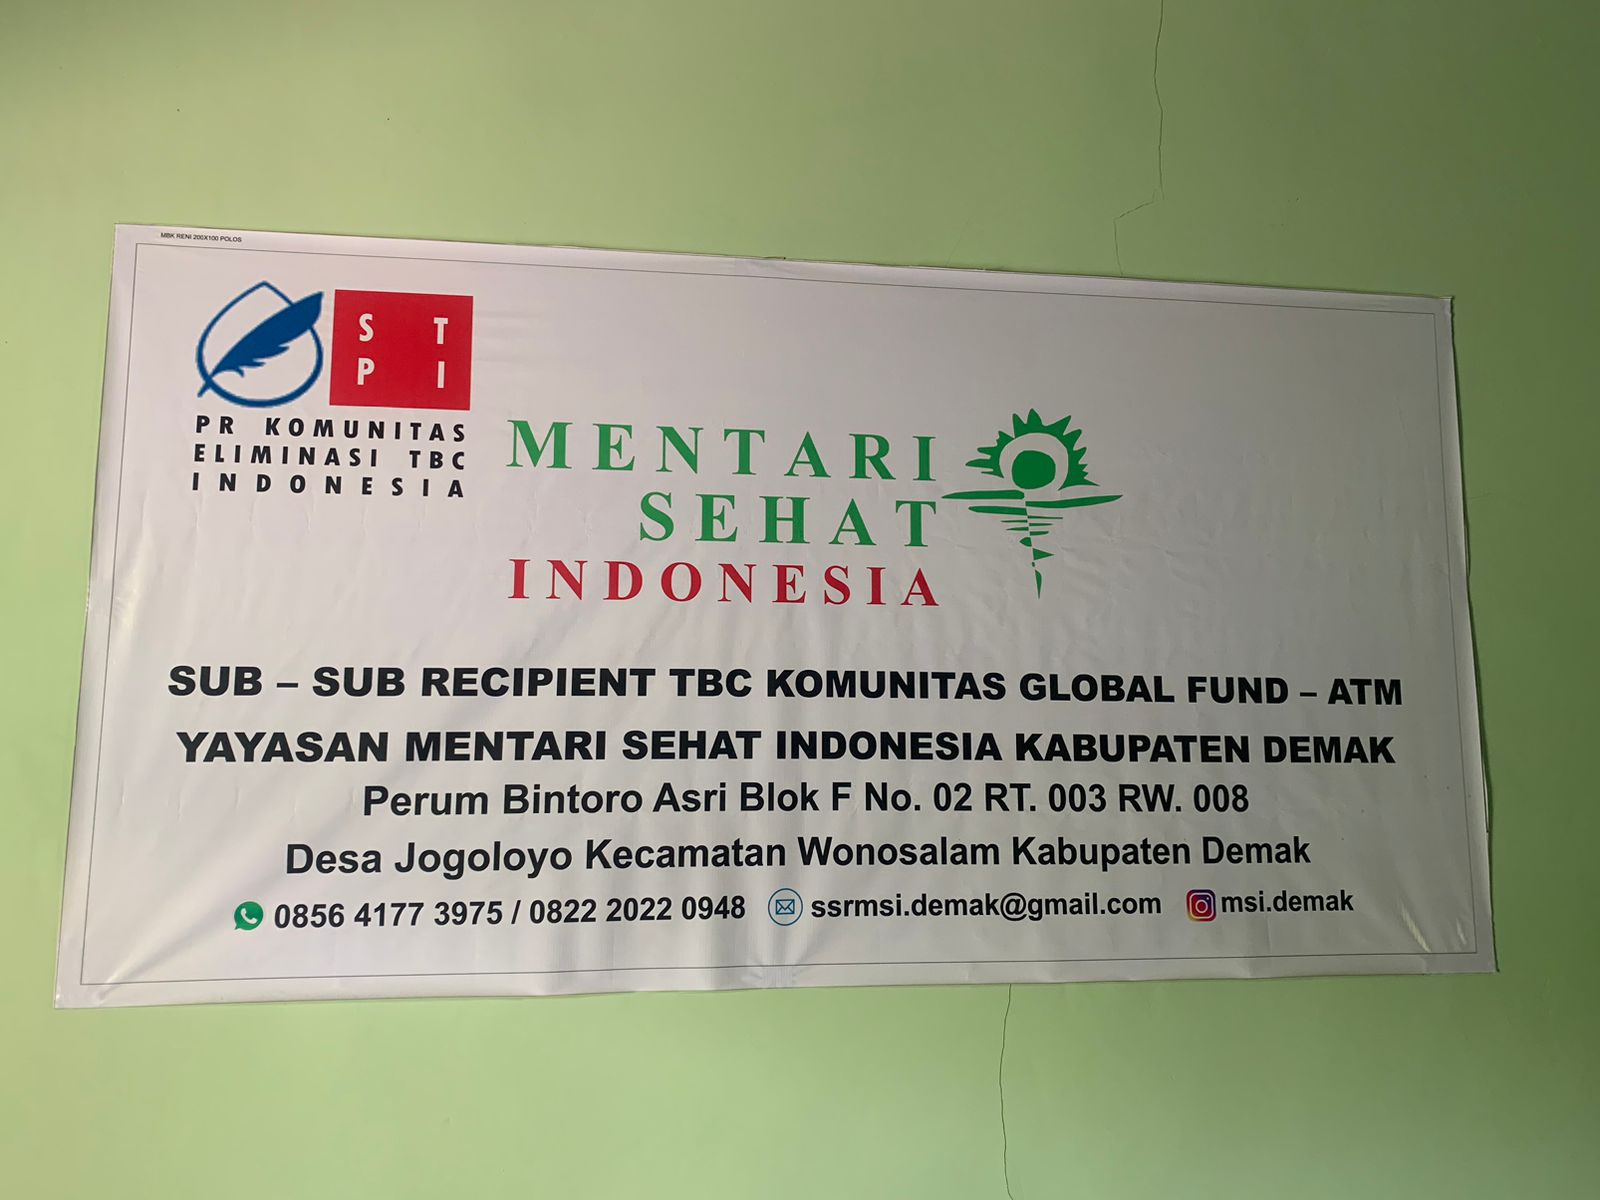 MBK RENI 200X100 POLOS
S T
P I
PR KOMUNITAS
ELIMINASI TBC
INDONESIA
MENTARI
SEHAT
INDONESIA
SUB – SUB RECIPIENT TBC KOMUNITAS GLOBAL FUND – ATM
YAYASAN MENTARI SEHAT INDONESIA KABUPATEN DEMAK
Perum Bintoro Asri Blok F No. 02 RT. 003 RW. 008
Desa Jogoloyo Kecamatan Wonosalam Kabupaten Demak
0856 4177 3975 / 0822 2022 0948 ssrmsi.demak@gmail.com msi.demak